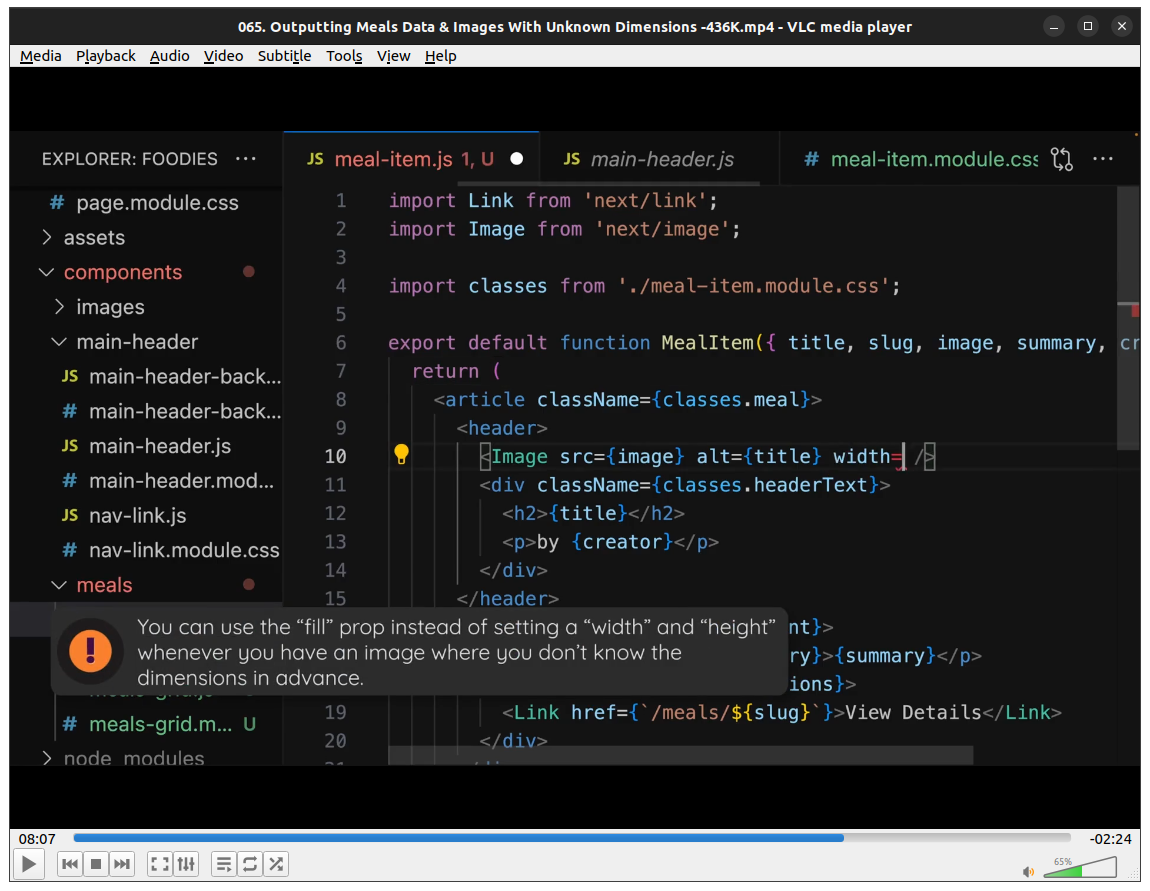 065. Outputting Meals Data & Images With Unknown Dimensions -436K.mp4 - VLC media player
Media Playback Audio Video Subtitle Tools View Help
EXPLORER: FOODIES ···
JS meal-item.js 1, U
JS main-header.js
# meal-item.module.css ···
# page.module.css
assets
components
images
main-header
JS main-header-back...
# main-header-back...
JS main-header.js
# main-header.mod...
JS nav-link.js
# nav-link.module.css
meals
# meals-grid.m... U
node_modules
1 import Link from 'next/link';
2 import Image from 'next/image';
3
4 import classes from './meal-item.module.css';
5
6 export default function MealItem({ title, slug, image, summary, cr
7 return (
8 <article className={classes.meal}>
9 <header>
10 <Image src={image} alt={title} width= />
11 <div className={classes.headerText}>
12 <h2>{title}</h2>
13 <p>by {creator}</p>
14 </div>
15 </header>
nt}>
ry}>{summary}</p>
ions}>
19 <Link href={`/meals/${slug}`}>View Details</Link>
20 </div>
You can use the “fill” prop instead of setting a “width” and “height”
whenever you have an image where you don’t know the
dimensions in advance.
08:07
-02:24
65%